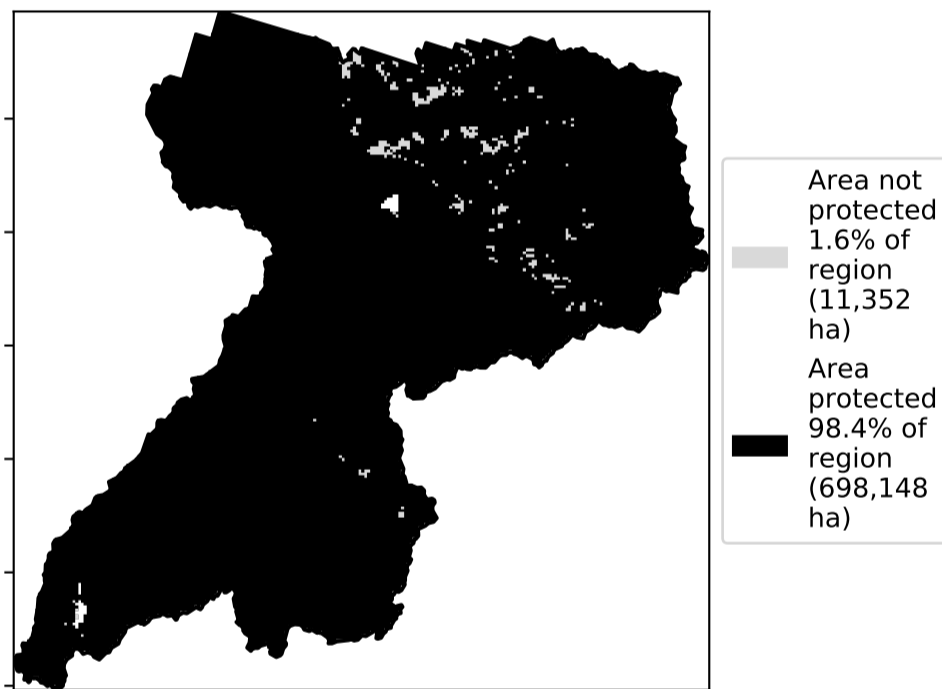 Area not
protected
1.6% of
region
(11,352
ha)
Area
protected
98.4% of
region
(698,148
ha)